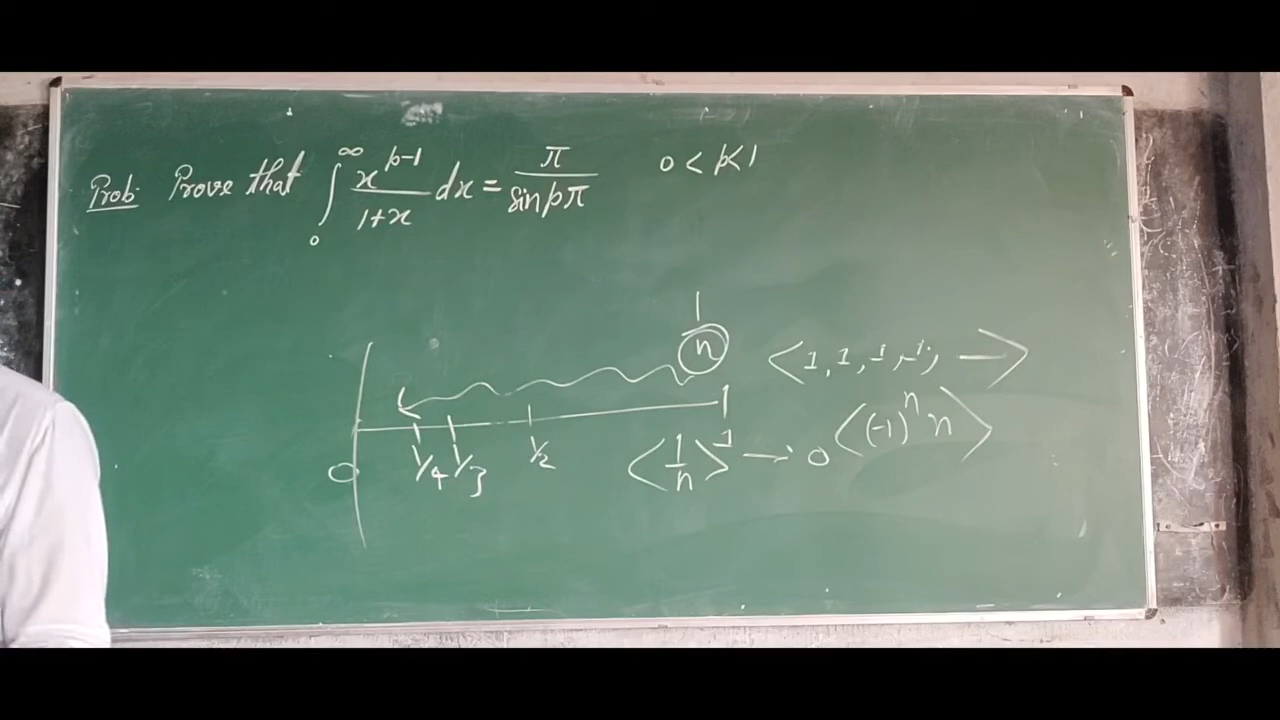 Prob: Prove that ∫₀^∞ x^(p-1)/(1+x) dx = π/sin pπ 0 < p < 1
1
n
<1, 1, 1, 1, —>
1
0 1/4 1/3 1/2 <1/n> → 0 <(-1)^n n>